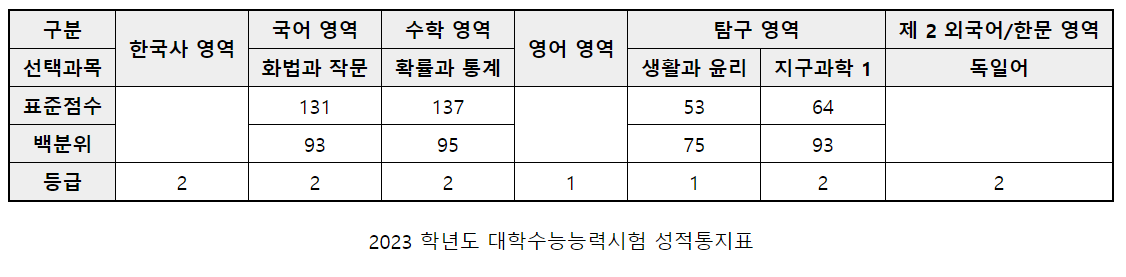 구분 한국사 영역 국어 영역 수학 영역 영어 영역 탐구 영역 제 2 외국어/한문 영역
선택과목 화법과 작문 확률과 통계 생활과 윤리 지구과학 1 독일어
표준점수 131 137 53 64
백분위 93 95 75 93
등급 2 2 2 1 1 2 2
2023 학년도 대학수능능력시험 성적통지표